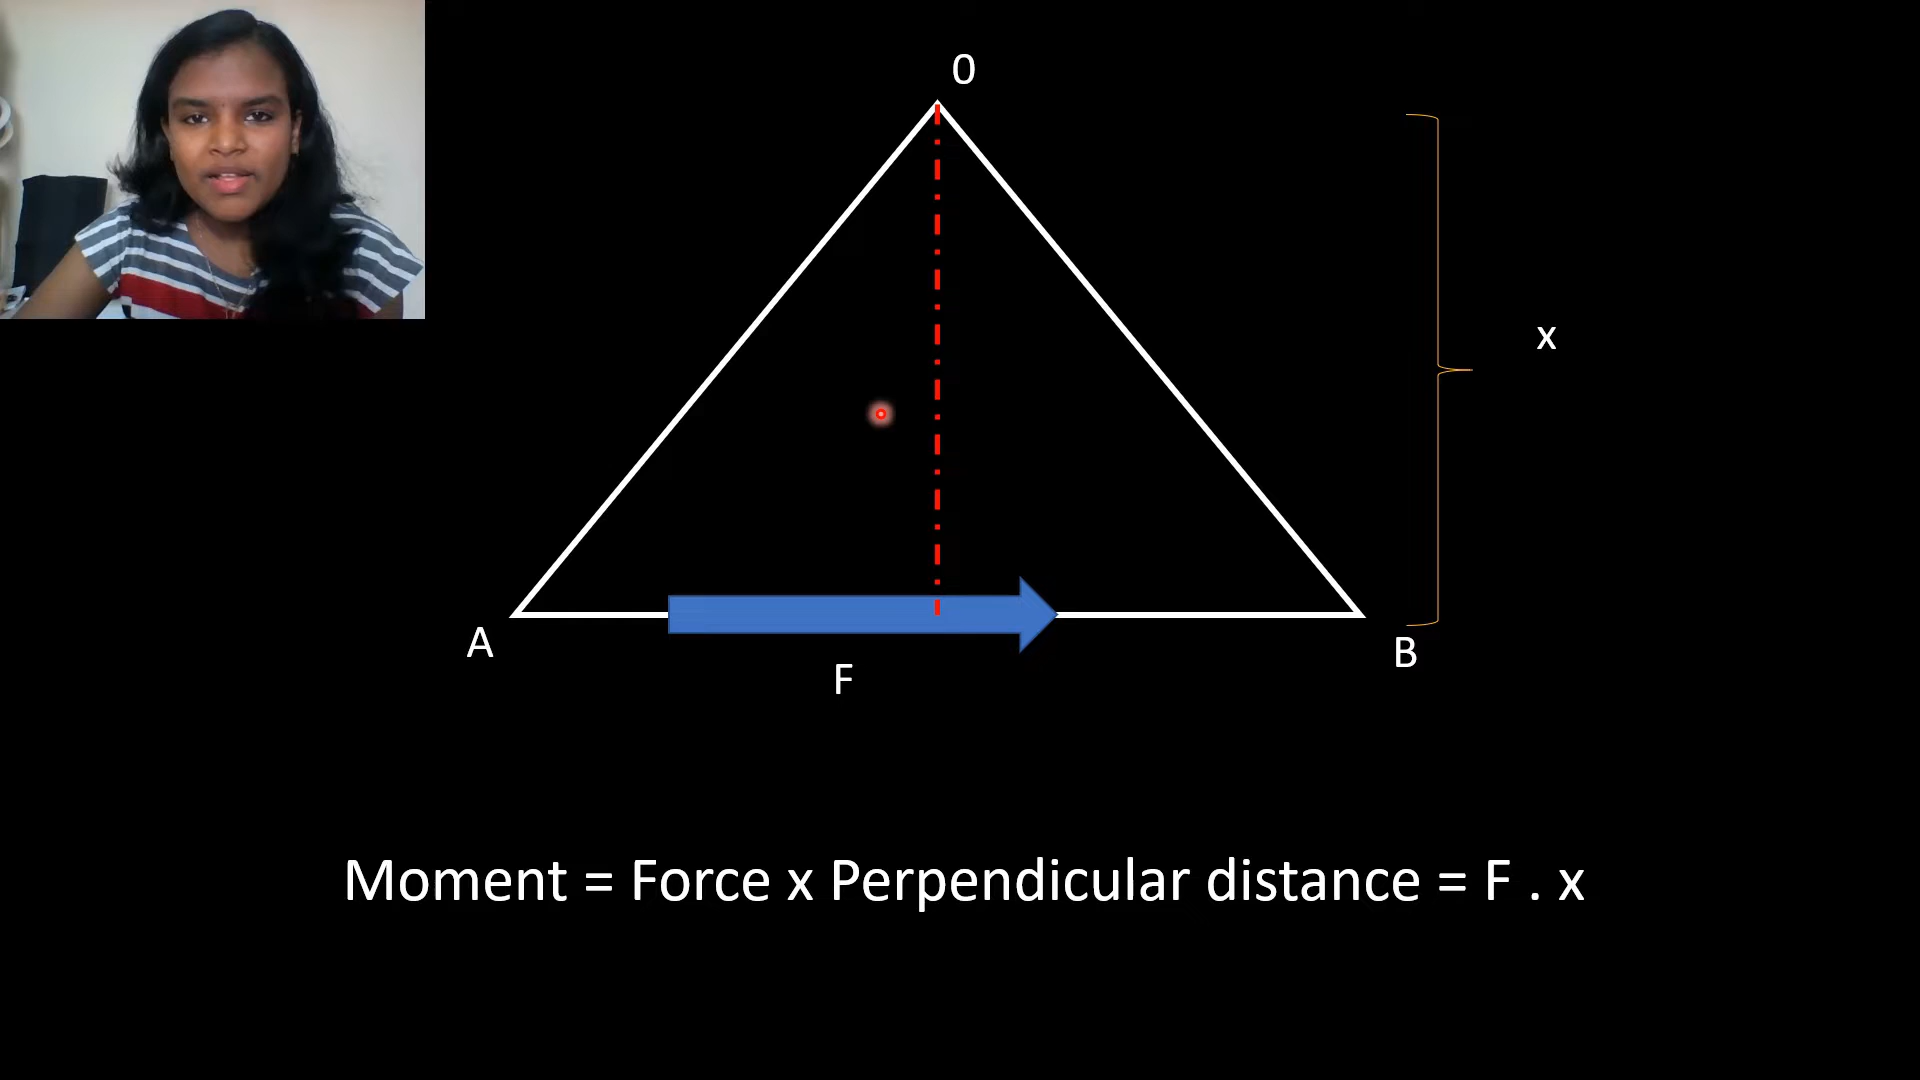 0
x
A
B
F
Moment = Force x Perpendicular distance = F . x